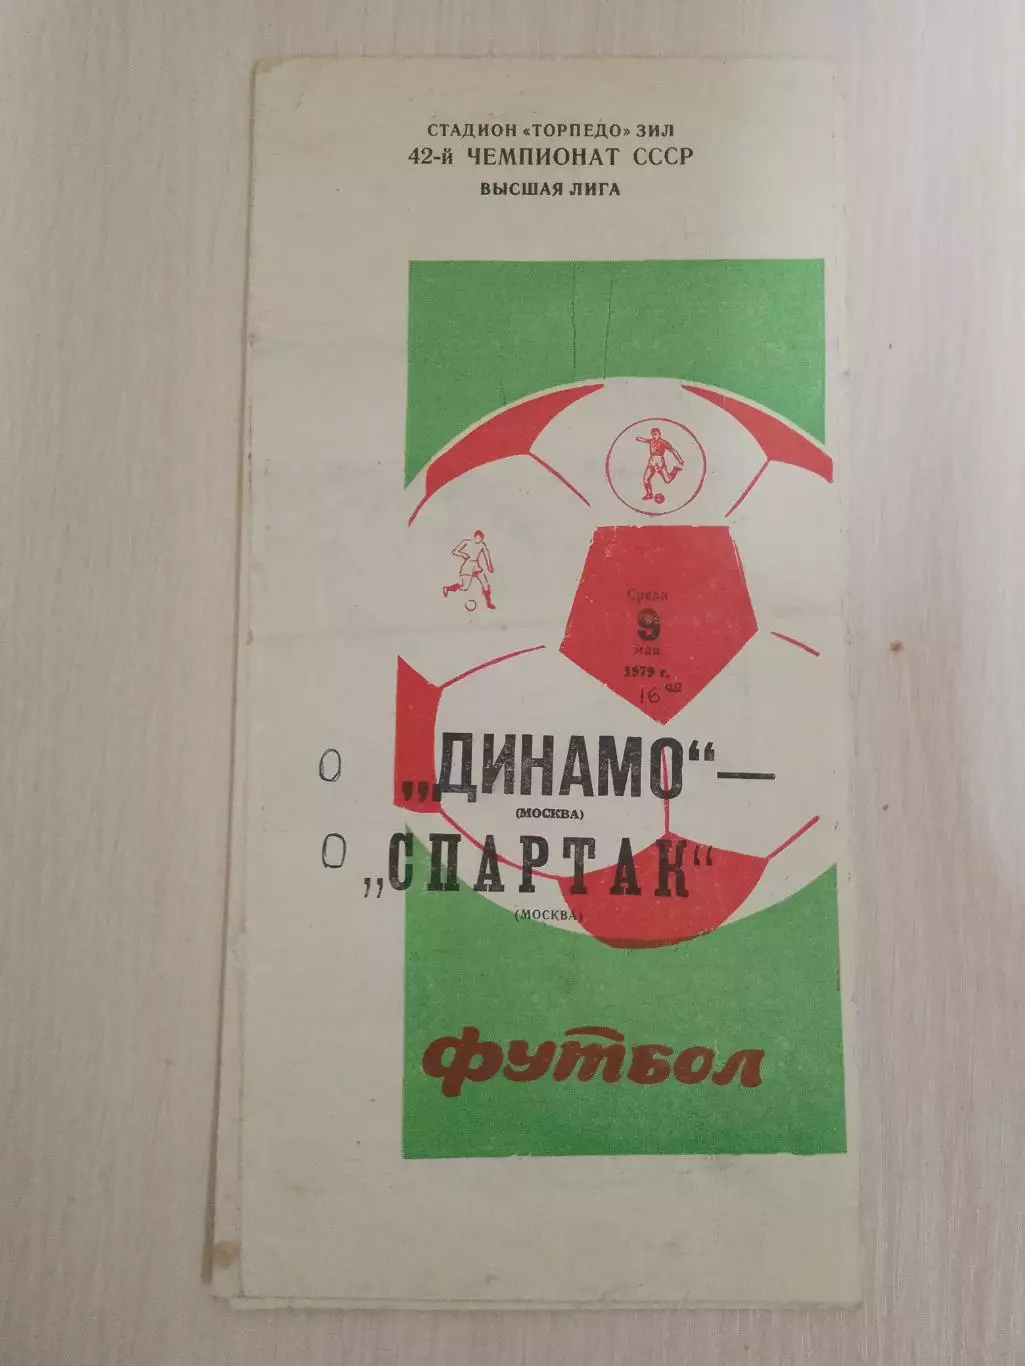 СТАДИОН «ТОРПЕДО» ЗИЛ
42-й ЧЕМПИОНАТ СССР
ВЫСШАЯ ЛИГА
Среда
9
мая
1979 г.
16 00
0 „ДИНАМО“—
(МОСКВА)
0 „СПАРТАК“
(МОСКВА)
футбол